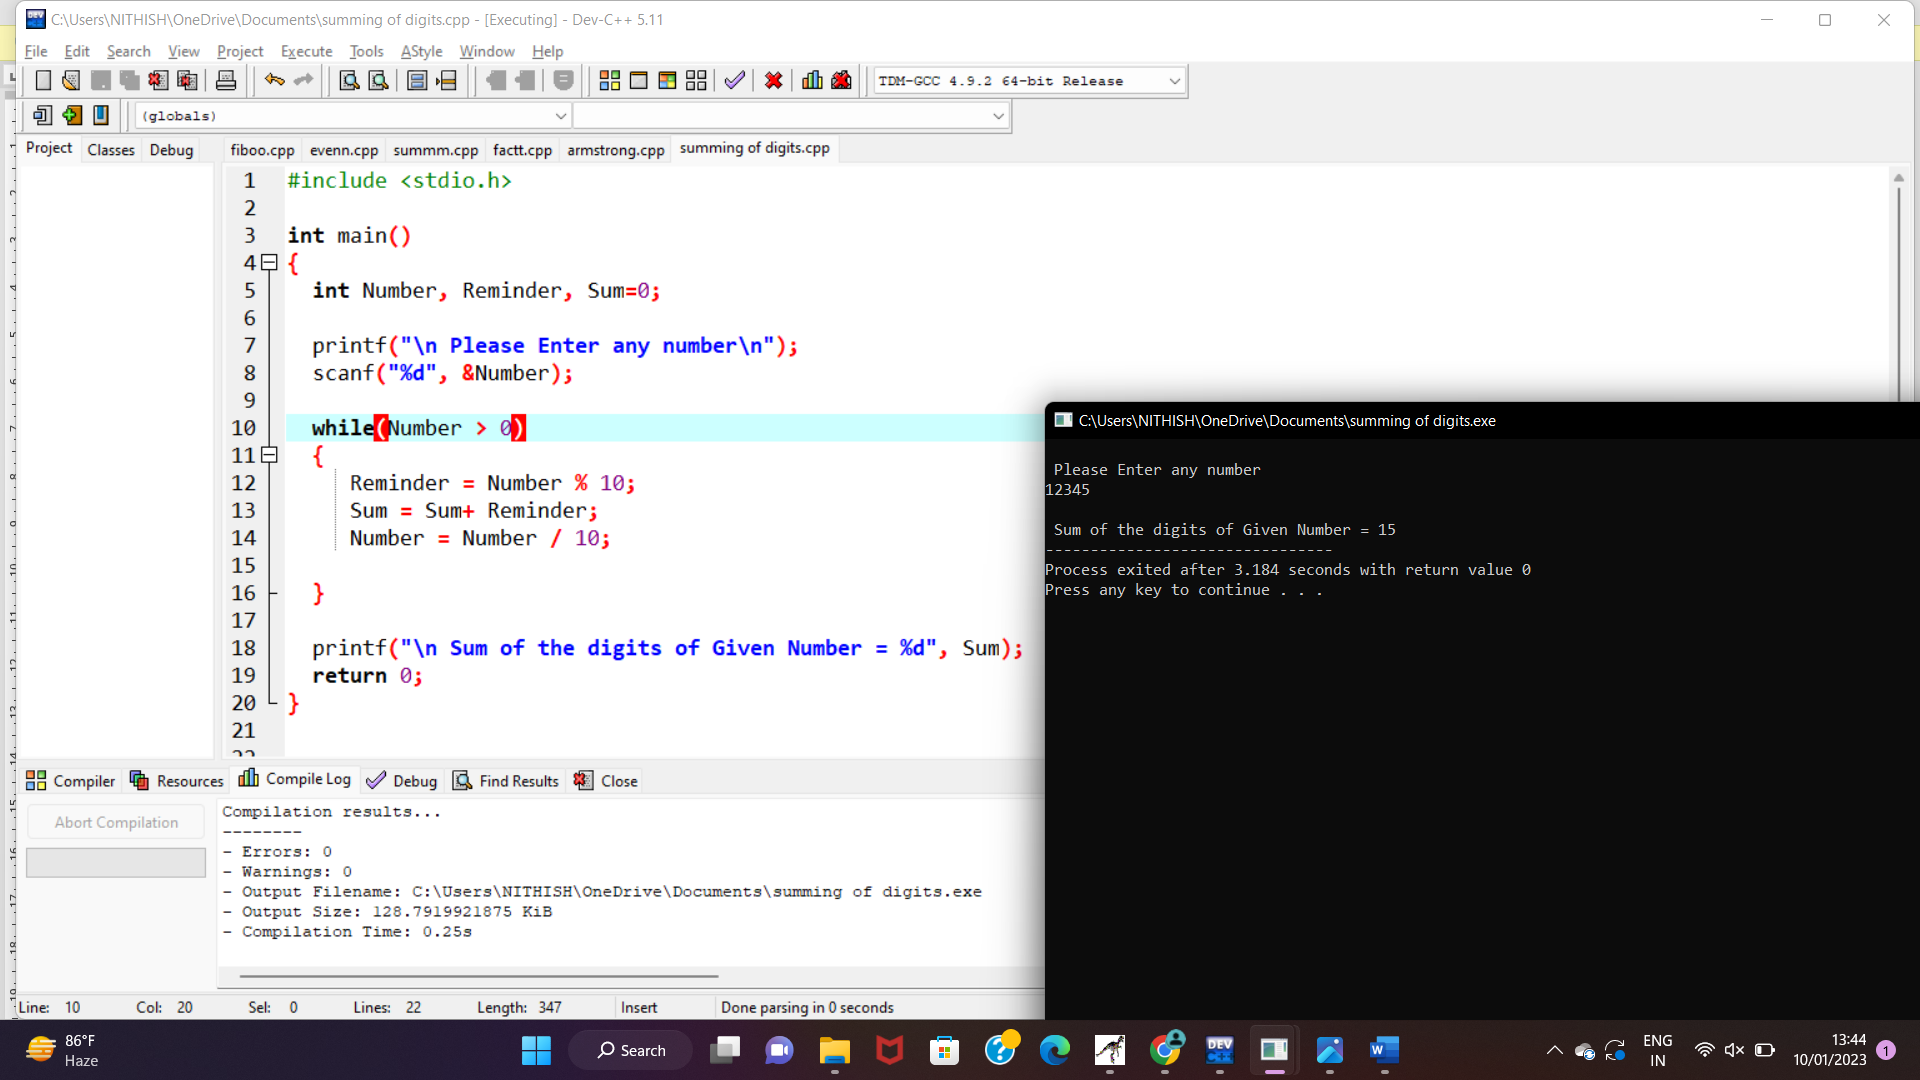 C:\Users\NITHISH\OneDrive\Documents\summing of digits.cpp - [Executing] - Dev-C++ 5.11
File Edit Search View Project Execute Tools AStyle Window Help
TDM-GCC 4.9.2 64-bit Release
(globals)
Project Classes Debug
fiboo.cpp evenn.cpp summm.cpp factt.cpp armstrong.cpp summing of digits.cpp
1 #include <stdio.h>
2
3 int main()
4 {
5 int Number, Reminder, Sum=0;
6
7 printf("\n Please Enter any number\n");
8 scanf("%d", &Number);
9
10 while(Number > 0)
11 {
12 Reminder = Number % 10;
13 Sum = Sum+ Reminder;
14 Number = Number / 10;
15
16 }
17
18 printf("\n Sum of the digits of Given Number = %d", Sum);
19 return 0;
20 }
21
22
C:\Users\NITHISH\OneDrive\Documents\summing of digits.exe
Please Enter any number
12345
Sum of the digits of Given Number = 15
--------------------------------
Process exited after 3.184 seconds with return value 0
Press any key to continue . . .
Compiler Resources Compile Log Debug Find Results Close
Abort Compilation
Compilation results...
--------
- Errors: 0
- Warnings: 0
- Output Filename: C:\Users\NITHISH\OneDrive\Documents\summing of digits.exe
- Output Size: 128.7919921875 KiB
- Compilation Time: 0.25s
Line: 10 Col: 20 Sel: 0 Lines: 22 Length: 347 Insert Done parsing in 0 seconds
86°F
Haze
Search
DEV
C++
W
ENG
IN
13:44
10/01/2023
1